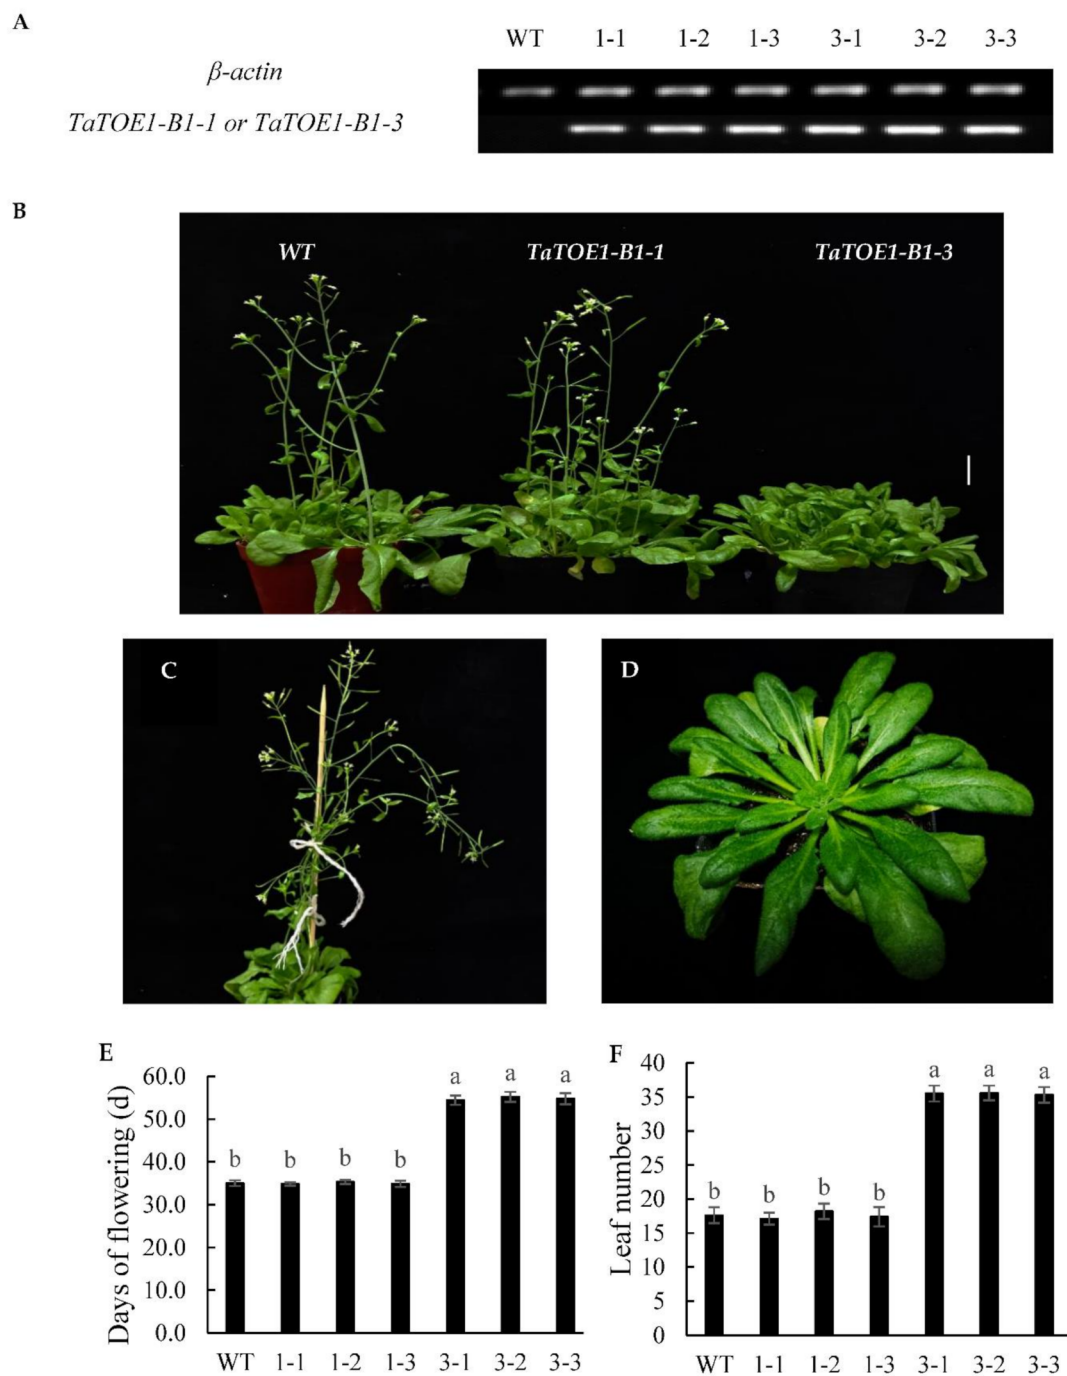 A
WT 1-1 1-2 1-3 3-1 3-2 3-3
β-actin
TaTOE1-B1-1 or TaTOE1-B1-3
B
WT TaTOE1-B1-1 TaTOE1-B1-3
C
D
E
Days of flowering (d)
60.0
50.0
40.0
30.0
20.0
10.0
0.0
b b b b a a a
WT 1-1 1-2 1-3 3-1 3-2 3-3
F
Leaf number
40
35
30
25
20
15
10
5
0
b b b b a a a
WT 1-1 1-2 1-3 3-1 3-2 3-3